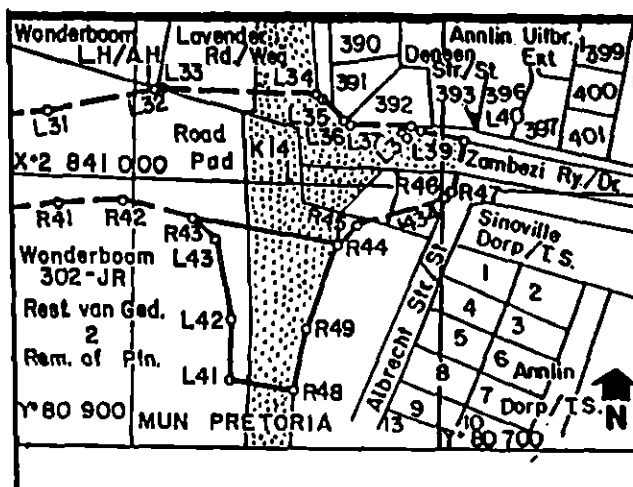 Wonderboom
LH/AH
Lavender
Rd/Weg
390
391
Annlin Uitbr.
Ext
399
400
401
Str./St
393 396
392
397
L31
L32
L33
L34
L35
L36
L37
L39
L40
Road
Pad
K14
X+2 841 000
Zambezi Ry./Dr.
R41
R42
R43
L43
R45
R44
R46
R47
Wonderboom
302-JR
Rest. van Ged.
2
Rem. of Ptn.
L42
L41
R49
R48
Albrecht Str./St
Sinoville
Dorp/T.S.
1
2
3
4
5
6
7
8
9
10
13
Annlin
Dorp/T.S.
Y+80 900
MUN PRETORIA
Y+80 700
N